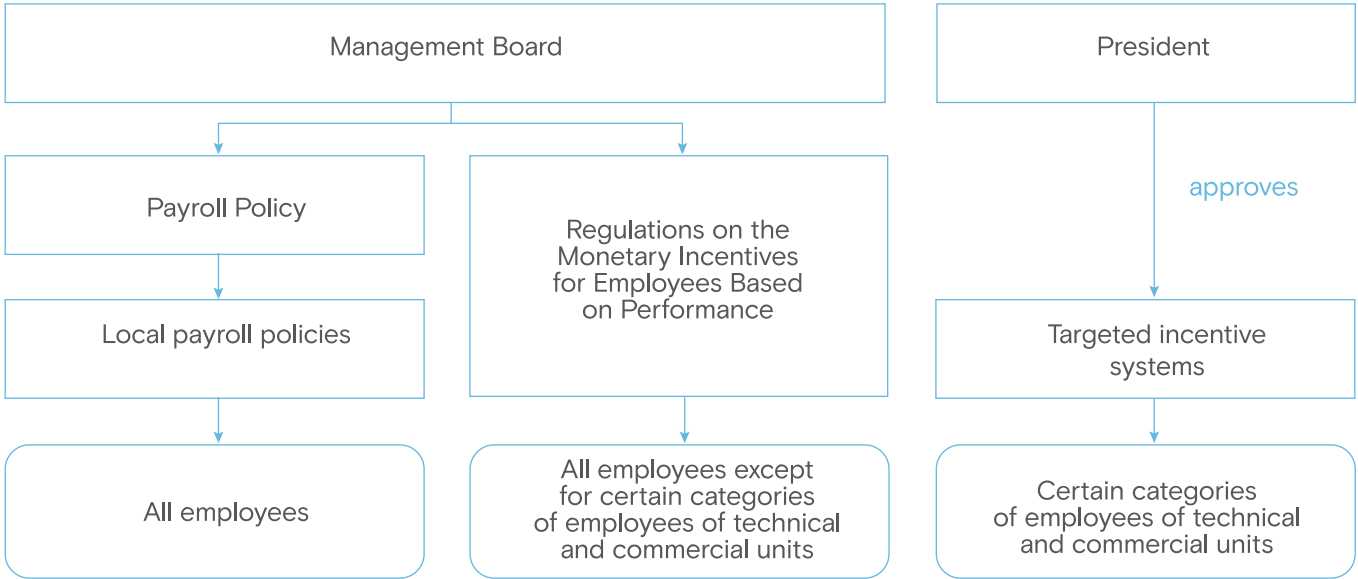 Management Board
President
approves
Payroll Policy
Regulations on the
Monetary Incentives
for Employees Based
on Performance
Local payroll policies
Targeted incentive
systems
All employees
All employees except
for certain categories
of employees of technical
and commercial units
Certain categories
of employees of technical
and commercial units